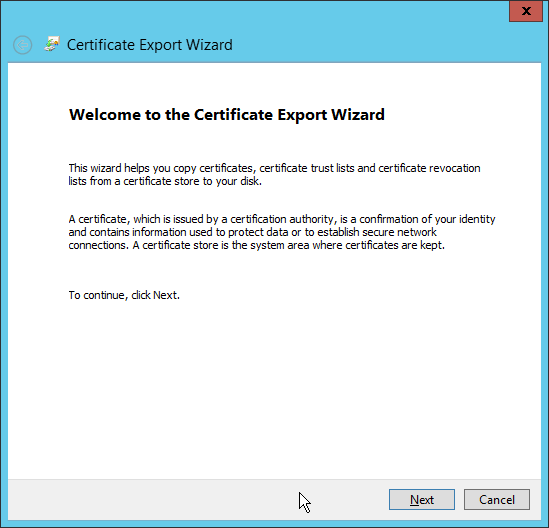 Certificate Export Wizard
Welcome to the Certificate Export Wizard
This wizard helps you copy certificates, certificate trust lists and certificate revocation
lists from a certificate store to your disk.
A certificate, which is issued by a certification authority, is a confirmation of your identity
and contains information used to protect data or to establish secure network
connections. A certificate store is the system area where certificates are kept.
To continue, click Next.
Next Cancel